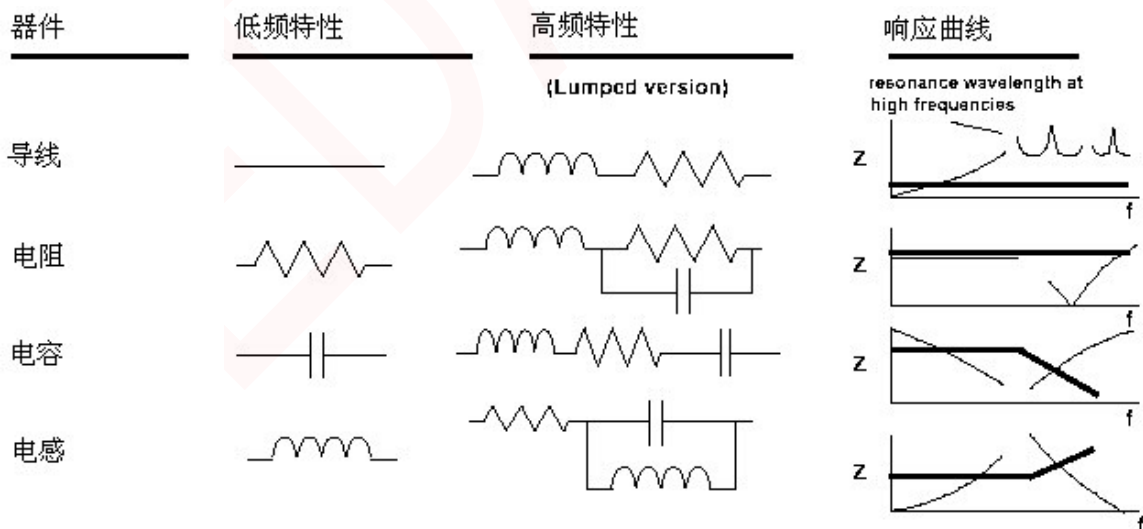 器件 低频特性 高频特性 响应曲线
(Lumped version) resonance wavelength at
high frequencies
导线
Z
f
电阻
Z
f
电容
Z
f
电感
Z
f